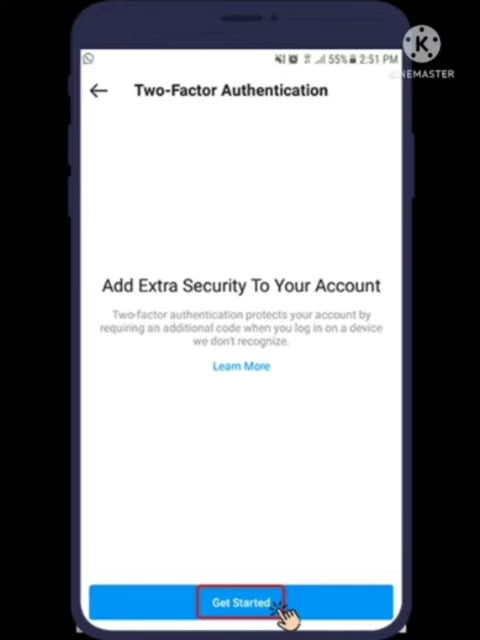 55% 2:51 PM
K
KINEMASTER
Two-Factor Authentication
Add Extra Security To Your Account
Two-factor authentication protects your account by
requiring an additional code when you log in on a device
we don't recognize.
Learn More
Get Started